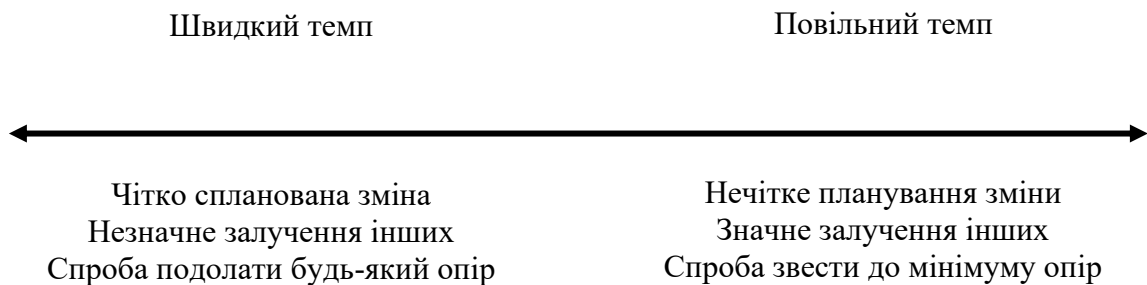 Швидкий темп
Повільний темп
Чітко спланована зміна
Незначне залучення інших
Спроба подолати будь-який опір
Нечітке планування зміни
Значне залучення інших
Спроба звести до мінімуму опір